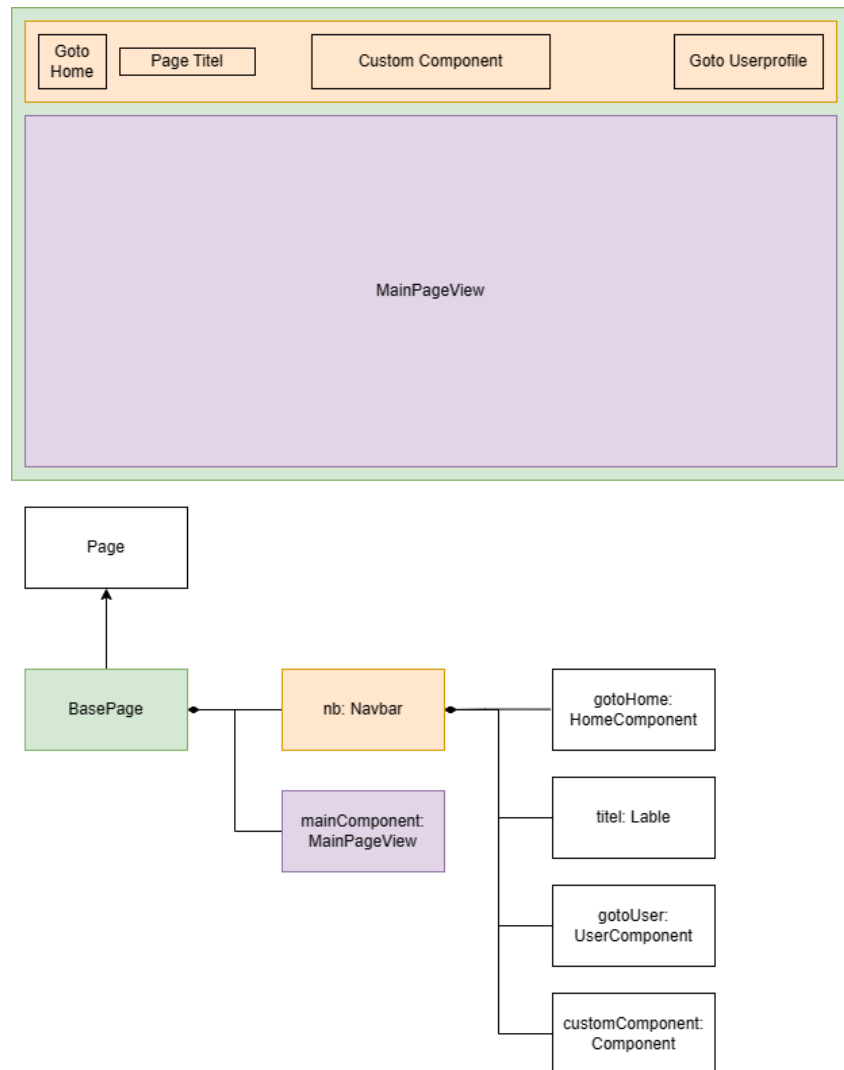 Goto
Home
Page Titel
Custom Component
Goto Userprofile
MainPageView
Page
BasePage
nb: Navbar
gotoHome:
HomeComponent
mainComponent:
MainPageView
titel: Lable
gotoUser:
UserComponent
customComponent:
Component